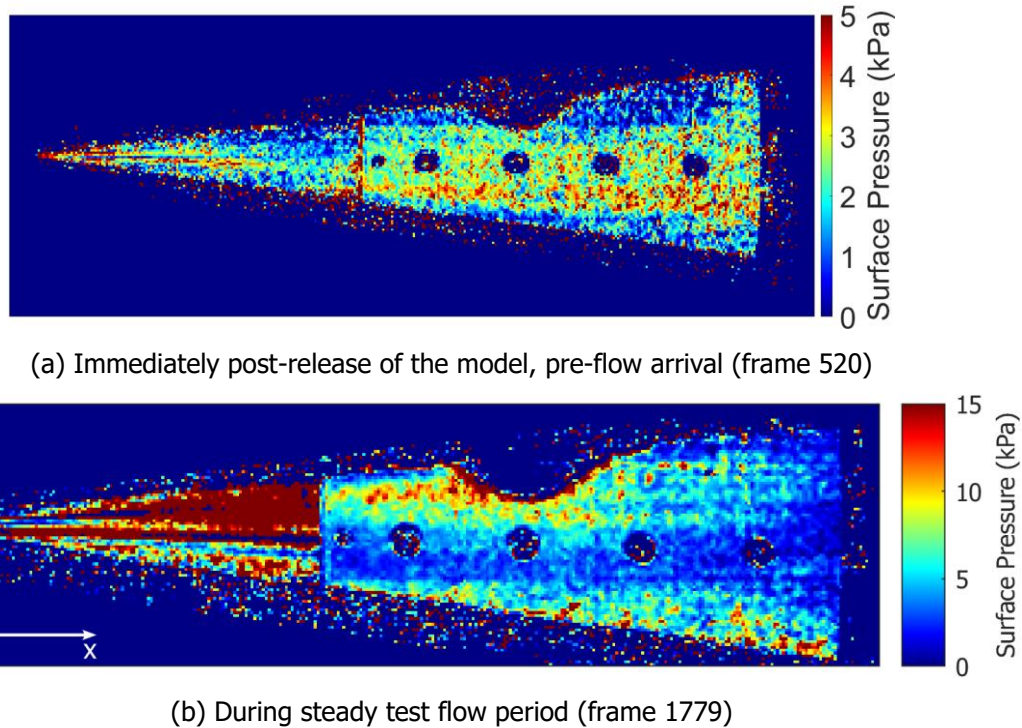 5
4
3
2
1
0
Surface Pressure (kPa)
(a) Immediately post-release of the model, pre-flow arrival (frame 520)
15
10
5
0
Surface Pressure (kPa)
x
(b) During steady test flow period (frame 1779)